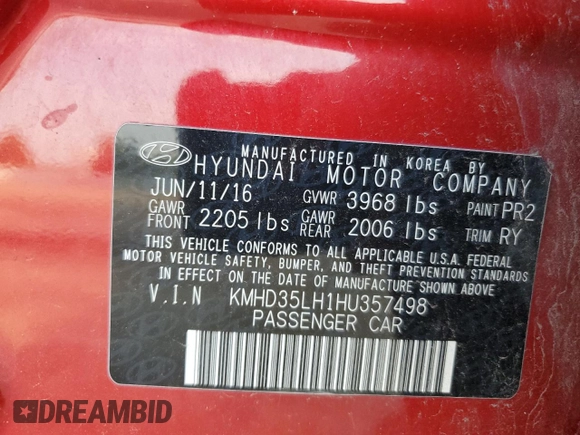 MANUFACTURED IN KOREA BY
HYUNDAI MOTOR COMPANY
JUN/11/16 GVWR 3968 lbs PAINT PR2
GAWR FRONT 2205 lbs GAWR REAR 2006 lbs TRIM RY
THIS VEHICLE CONFORMS TO ALL APPLICABLE U.S.A. FEDERAL
MOTOR VEHICLE SAFETY, BUMPER, AND THEFT PREVENTION STANDARDS
IN EFFECT ON THE DATE OF MANUFACTURE SHOWN ABOVE.
V.I.N KMHD35LH1HU357498
PASSENGER CAR
DREAMBID